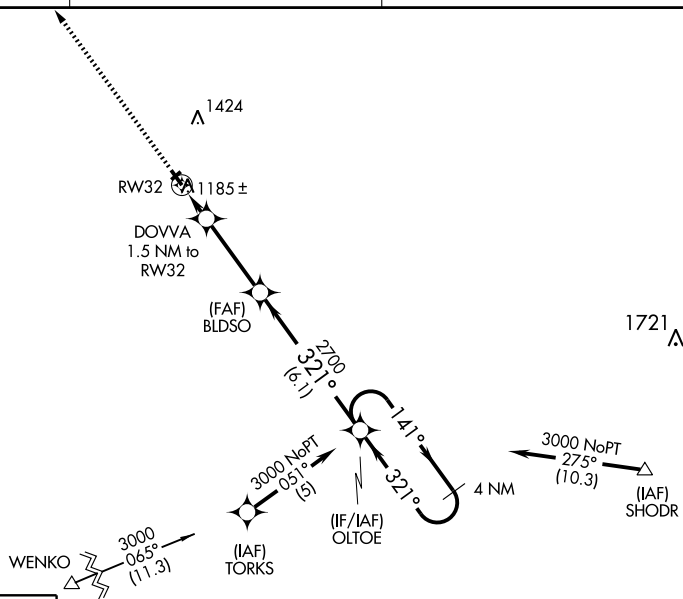 1424
RW32
1185 ±
DOVVA
1.5 NM to
RW32
(FAF)
BLDSO
1721
2700
321°
(6.1)
141°
321°
4 NM
3000 NoPT
275°
(10.3)
(IAF)
SHODR
3000 NoPT
051°
(5)
(IF/IAF)
OLTOE
(IAF)
TORKS
WENKO
3000
065°
(11.3)